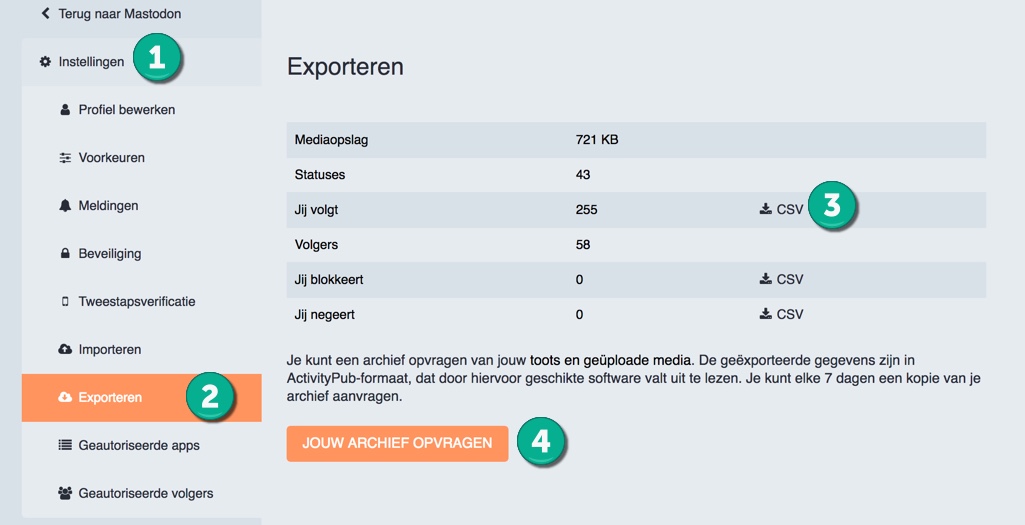 Terug naar Mastodon
Instellingen 1
Profiel bewerken
Voorkeuren
Meldingen
Beveiliging
Tweestapsverificatie
Importeren
Exporteren 2
Geautoriseerde apps
Geautoriseerde volgers
Exporteren
Mediaopslag 721 KB
Statuses 43
Jij volgt 255 CSV 3
Volgers 58
Jij blokkeert 0 CSV
Jij negeert 0 CSV
Je kunt een archief opvragen van jouw toots en geüploade media. De geëxporteerde gegevens zijn in
ActivityPub-formaat, dat door hiervoor geschikte software valt uit te lezen. Je kunt elke 7 dagen een kopie van je
archief aanvragen.
JOUW ARCHIEF OPVRAGEN 4